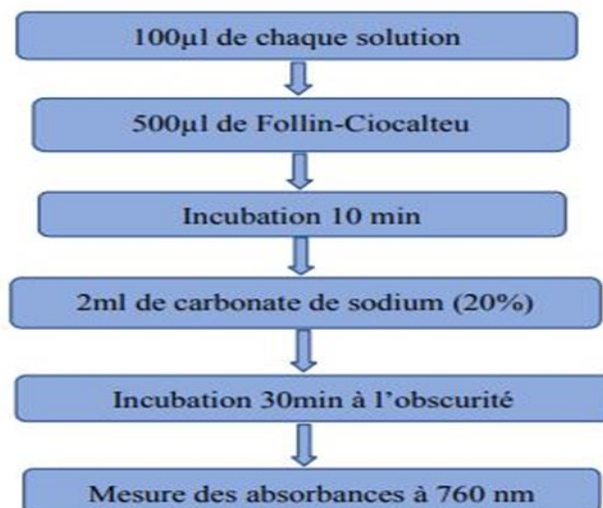 100µl de chaque solution
500µl de Follin-Ciocalteu
Incubation 10 min
2ml de carbonate de sodium (20%)
Incubation 30min à l’obscurité
Mesure des absorbances à 760 nm